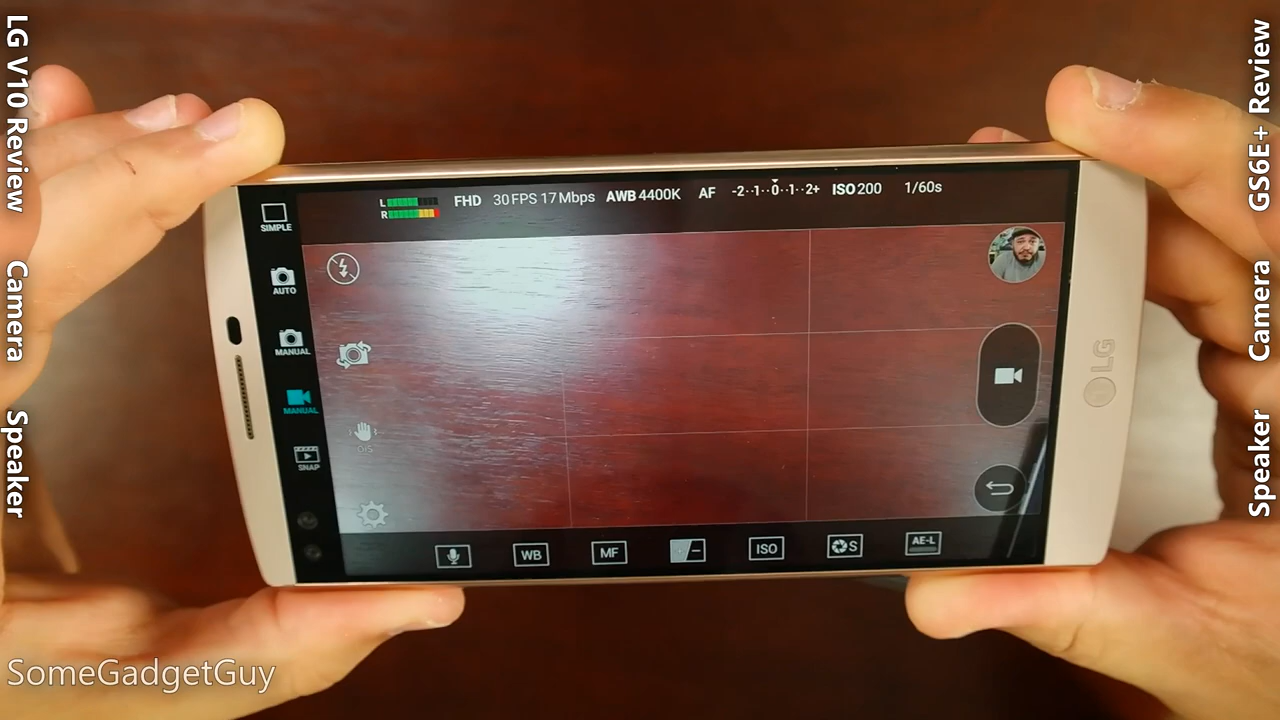 LG V10 Review
Camera
Speaker
SIMPLE
AUTO
MANUAL
MANUAL
SNAP
L
R
FHD 30 FPS 17 Mbps AWB 4400K AF -2··1··0··1··2+ ISO 200 1/60s
OIS
WB MF ISO S AE-L
LG
GS6E+ Review
Camera
Speaker
SomeGadgetGuy